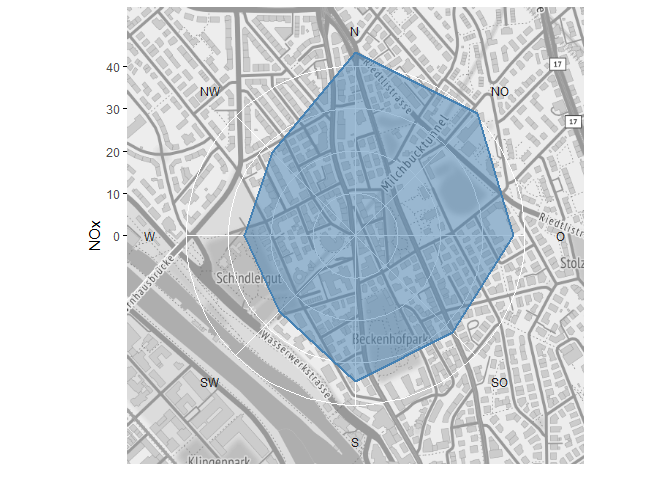 N
Riedtlistrasse
17
40
NW
NO
17
30
Milchbucktunnel
20
10
Riedtlistr
NOx
0
W
O
Stolz
Schindlergut
rnhausbrücke
Wasserwerkstrasse
Beckenhofpark
SW
SO
S
Klingenpark